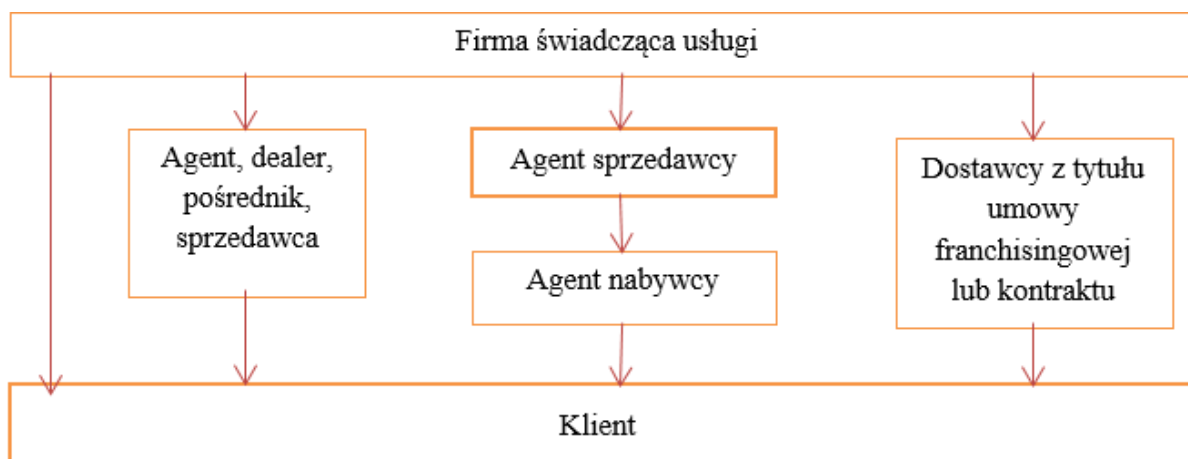 Firma świadcząca usługi
Agent, dealer,
pośrednik,
sprzedawca
Agent sprzedawcy
Agent nabywcy
Dostawcy z tytułu
umowy
franchisingowej
lub kontraktu
Klient